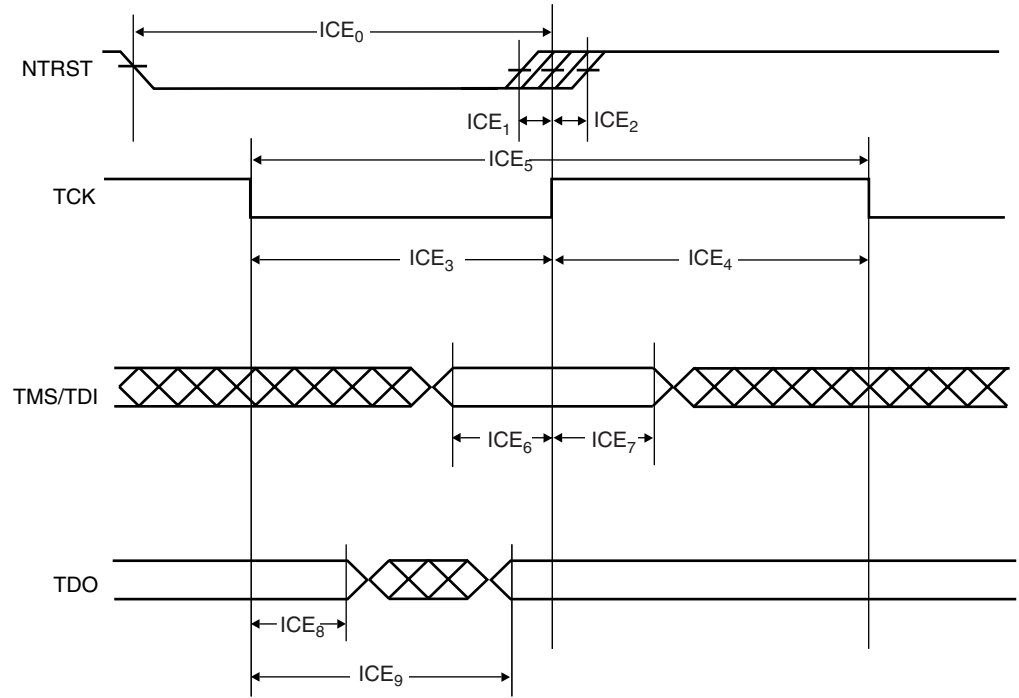 ICE0
NTRST
ICE1
ICE2
ICE5
TCK
ICE3
ICE4
TMS/TDI
ICE6
ICE7
TDO
ICE8
ICE9